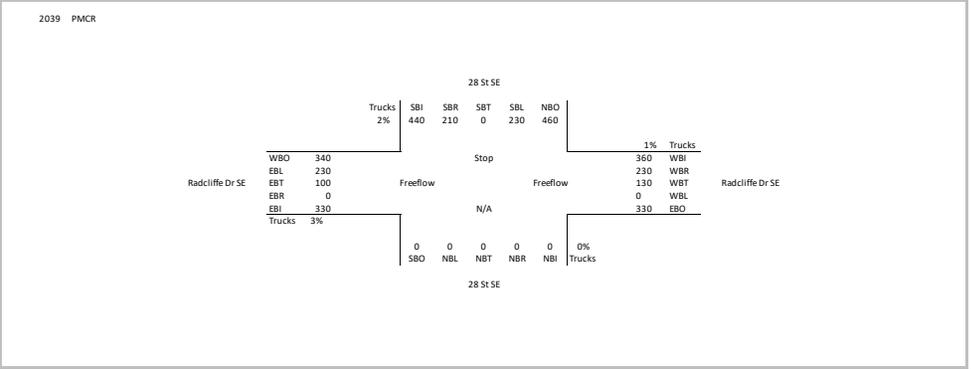 2039 PMCR
28 St SE
Trucks SBI SBR SBT SBL NBO
2% 440 210 0 230 460
1% Trucks
WBO 340 Stop 360 WBI
EBL 230 230 WBR
Radcliffe Dr SE EBT 100 Freeflow Freeflow 130 WBT Radcliffe Dr SE
EBR 0 0 WBL
EBI 330 N/A 330 EBO
Trucks 3%
0 0 0 0 0 0%
SBO NBL NBT NBR NBI Trucks
28 St SE